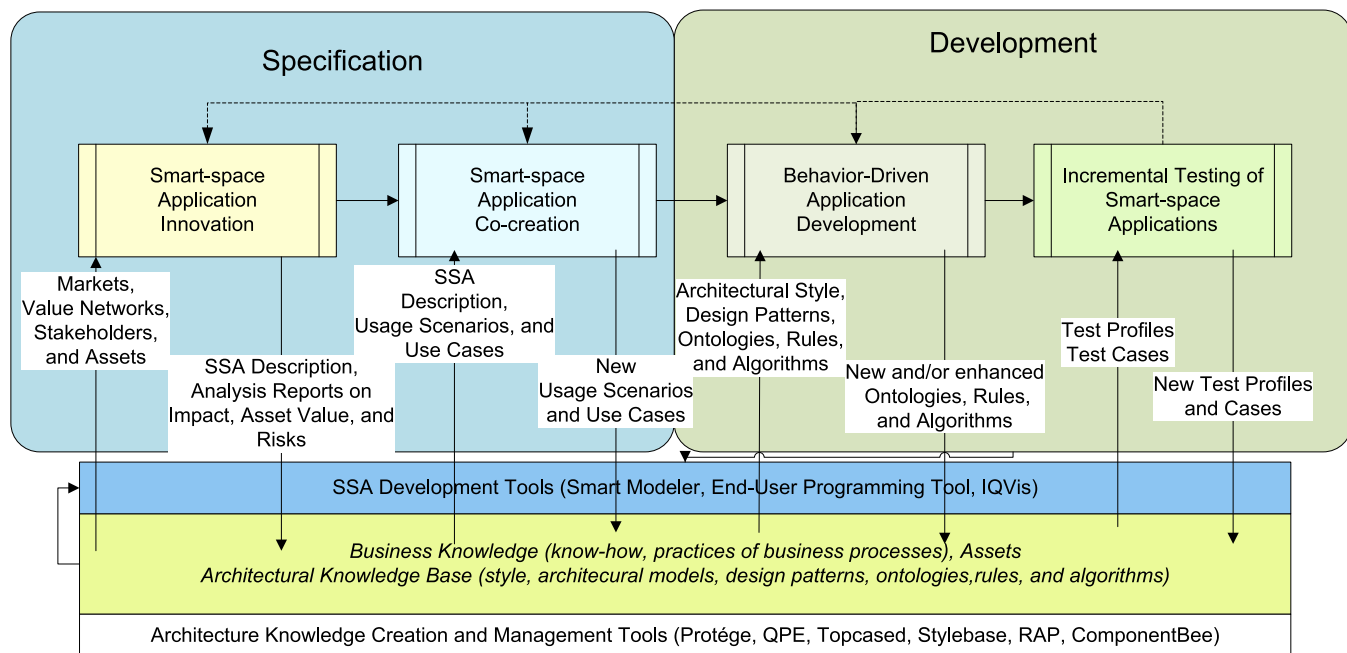 Specification
Development
Smart-space
Application
Innovation
Smart-space
Application
Co-creation
Behavior-Driven
Application
Development
Incremental Testing of
Smart-space
Applications
Markets,
Value Networks,
Stakeholders,
and Assets
SSA Description,
Analysis Reports on
Impact, Asset Value, and
Risks
SSA
Description,
Usage Scenarios, and
Use Cases
New
Usage Scenarios
and Use Cases
Architectural Style,
Design Patterns,
Ontologies, Rules,
and Algorithms
New and/or enhanced
Ontologies, Rules,
and Algorithms
Test Profiles
Test Cases
New Test Profiles
and Cases
SSA Development Tools (Smart Modeler, End-User Programming Tool, IQVis)
Business Knowledge (know-how, practices of business processes), Assets
Architectural Knowledge Base (style, architecural models, design patterns, ontologies,rules, and algorithms)
Architecture Knowledge Creation and Management Tools (Protége, QPE, Topcased, Stylebase, RAP, ComponentBee)